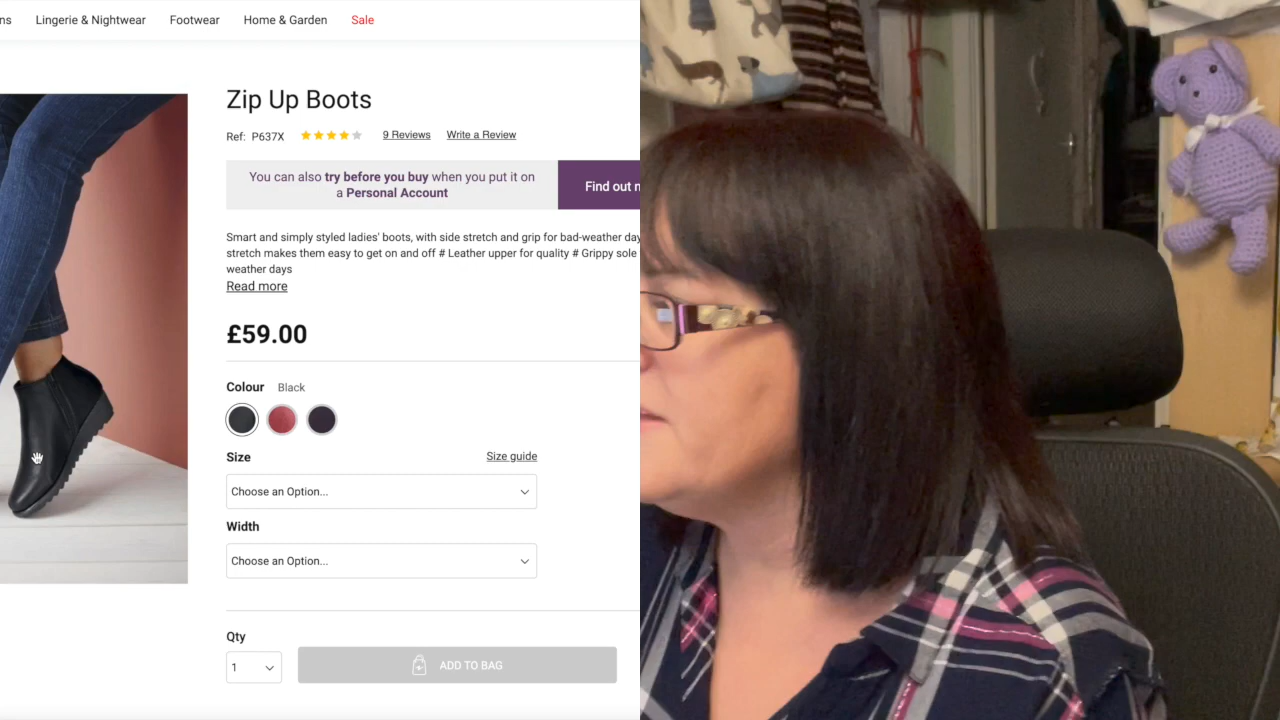 ns Lingerie & Nightwear Footwear Home & Garden Sale
Zip Up Boots
Ref: P637X 9 Reviews Write a Review
You can also try before you buy when you put it on
a Personal Account
Find out
Smart and simply styled ladies' boots, with side stretch and grip for bad-weather day
stretch makes them easy to get on and off # Leather upper for quality # Grippy sole
weather days
Read more
£59.00
Colour Black
Size Size guide
Choose an Option...
Width
Choose an Option...
Qty
1 ADD TO BAG